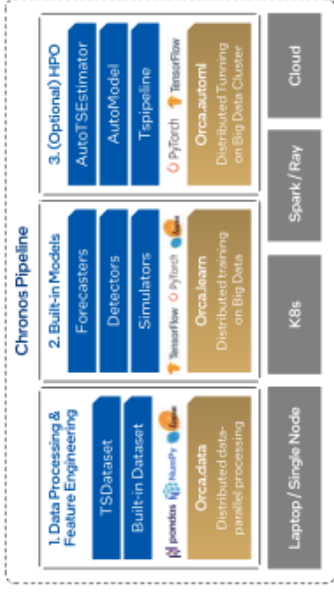 Chronos Pipeline
1. Data Processing &
Feature Engineering
TSDataset
Built-in Dataset
pandas
NumPy
Orca.data
Distributed data-
parallel processing
2. Built-in Models
Forecasters
Detectors
Simulators
TensorFlow
PyTorch
Orca.learn
Distributed training
on Big Data
3. (Optional) HPO
AutoTSEstimator
AutoModel
Tspipeline
PyTorch
TensorFlow
Orca.automl
Distributed Tunning
on Big Data Cluster
Laptop / Single Node
K8s
Spark / Ray
Cloud